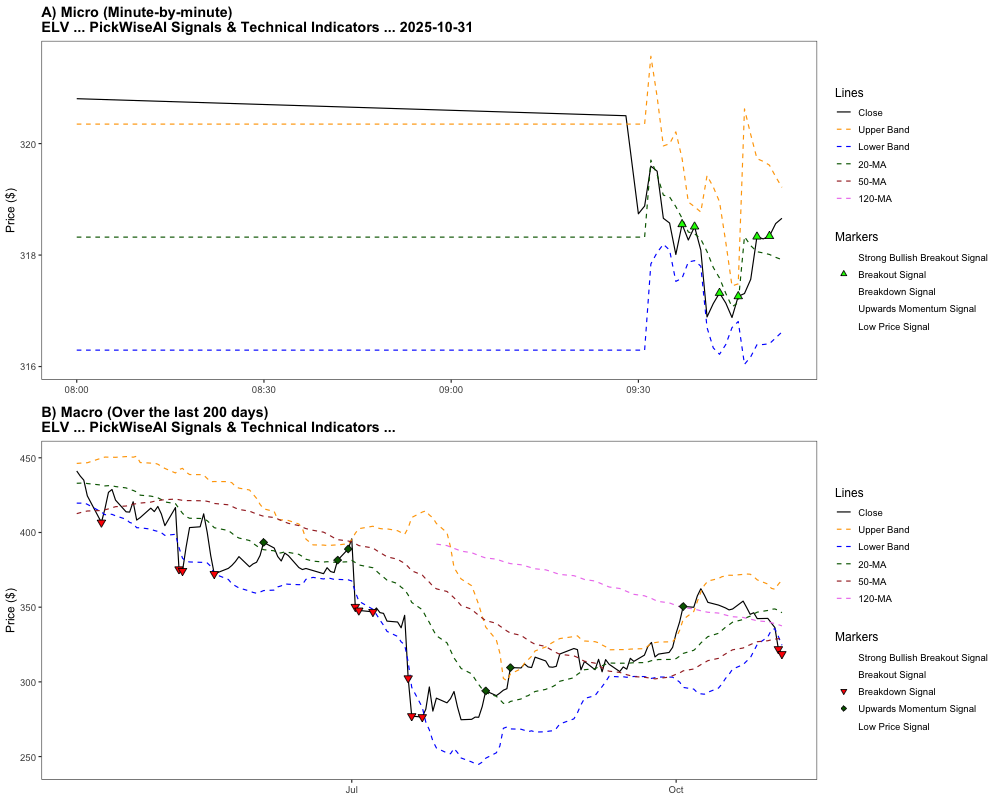 A) Micro (Minute-by-minute)
ELV ... PickWiseAI Signals & Technical Indicators ... 2025-10-31
Price ($)
320
318
316
08:00
08:30
09:00
09:30
Lines
Close
Upper Band
Lower Band
20-MA
50-MA
120-MA
Markers
Strong Bullish Breakout Signal
Breakout Signal
Breakdown Signal
Upwards Momentum Signal
Low Price Signal
B) Macro (Over the last 200 days)
ELV ... PickWiseAI Signals & Technical Indicators ...
Price ($)
450
400
350
300
250
Jul
Oct
Lines
Close
Upper Band
Lower Band
20-MA
50-MA
120-MA
Markers
Strong Bullish Breakout Signal
Breakout Signal
Breakdown Signal
Upwards Momentum Signal
Low Price Signal